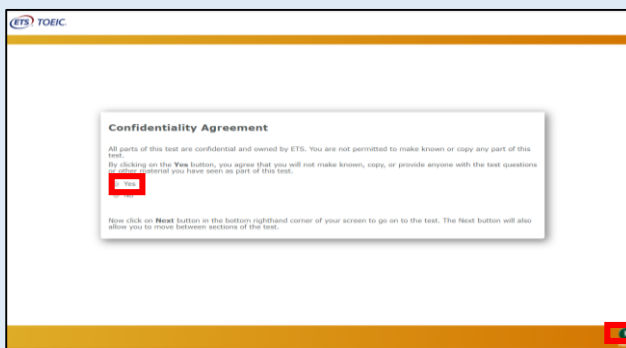 ETS TOEIC.
Confidentiality Agreement
All parts of this test are confidential and owned by ETS. You are not permitted to make known or copy any part of this
test.
By clicking on the Yes button, you agree that you will not make known, copy, or provide anyone with the test questions
or other material you have seen as part of this test.
Yes
Now click on Next button in the bottom righthand corner of your screen to go on to the test. The Next button will also
allow you to move between sections of the test.